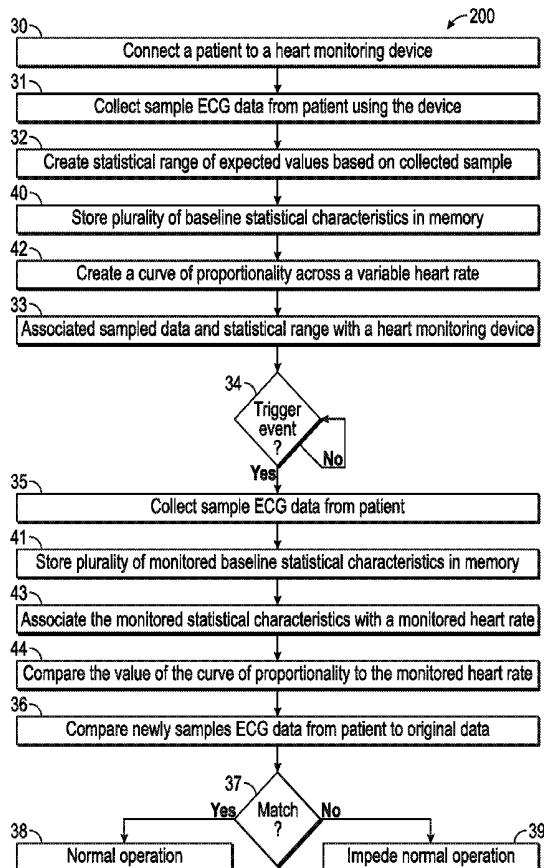 200
30
Connect a patient to a heart monitoring device
31
Collect sample ECG data from patient using the device
32
Create statistical range of expected values based on collected sample
40
Store plurality of baseline statistical characteristics in memory
42
Create a curve of proportionality across a variable heart rate
33
Associated sampled data and statistical range with a heart monitoring device
34
Trigger
event
?
No
Yes
35
Collect sample ECG data from patient
41
Store plurality of monitored baseline statistical characteristics in memory
43
Associate the monitored statistical characteristics with a monitored heart rate
44
Compare the value of the curve of proportionality to the monitored heart rate
36
Compare newly samples ECG data from patient to original data
37
Yes
Match
?
No
38
Normal operation
39
Impede normal operation